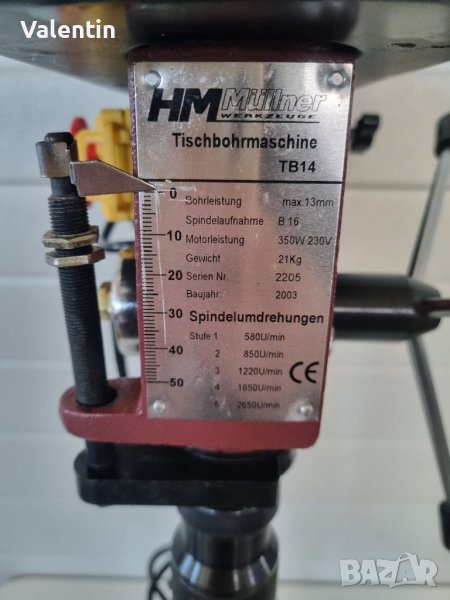 Valentin
HM Müllner
WERKZEUGE
Tischbohrmaschine
TB14
0
10
20
30
40
50
Bohrleistung max.13mm
Spindelaufnahme B 16
Motorleistung 350W 230V
Gewicht 21Kg
Serien Nr. 2205
Baujahr: 2003
Spindelumdrehungen
Stufe 1 580U/min
2 850U/min
3 1220U/min
4 1650U/min
5 2650U/min
CE
BAZAR